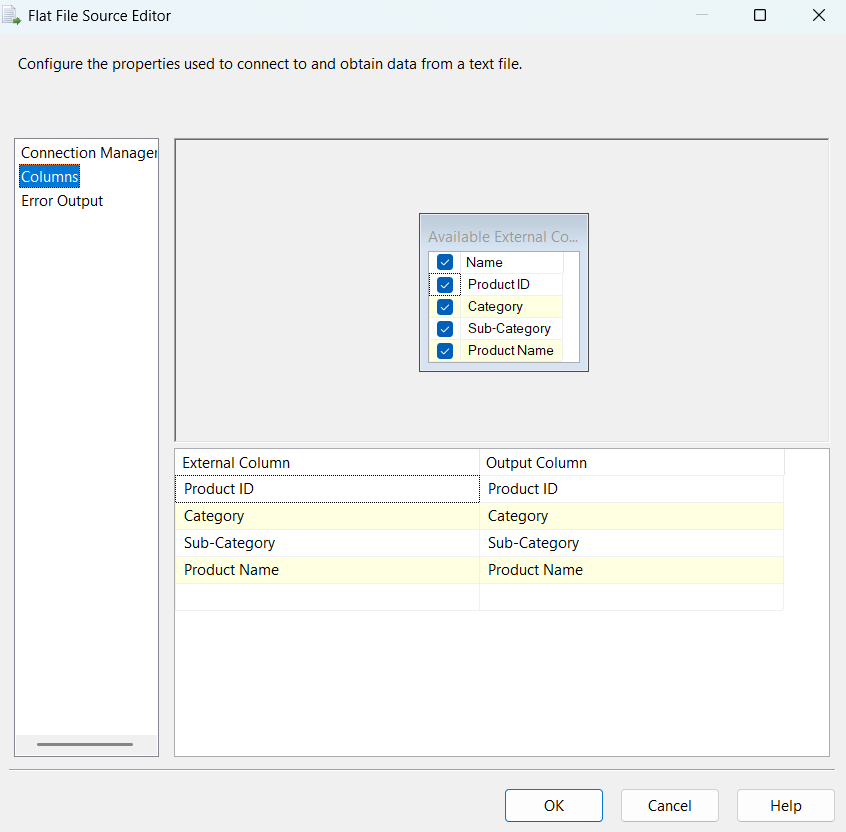 Flat File Source Editor
Configure the properties used to connect to and obtain data from a text file.
Connection Manager
Columns
Error Output
Available External Co...
Name
Product ID
Category
Sub-Category
Product Name
External Column Output Column
Product ID Product ID
Category Category
Sub-Category Sub-Category
Product Name Product Name
OK Cancel Help